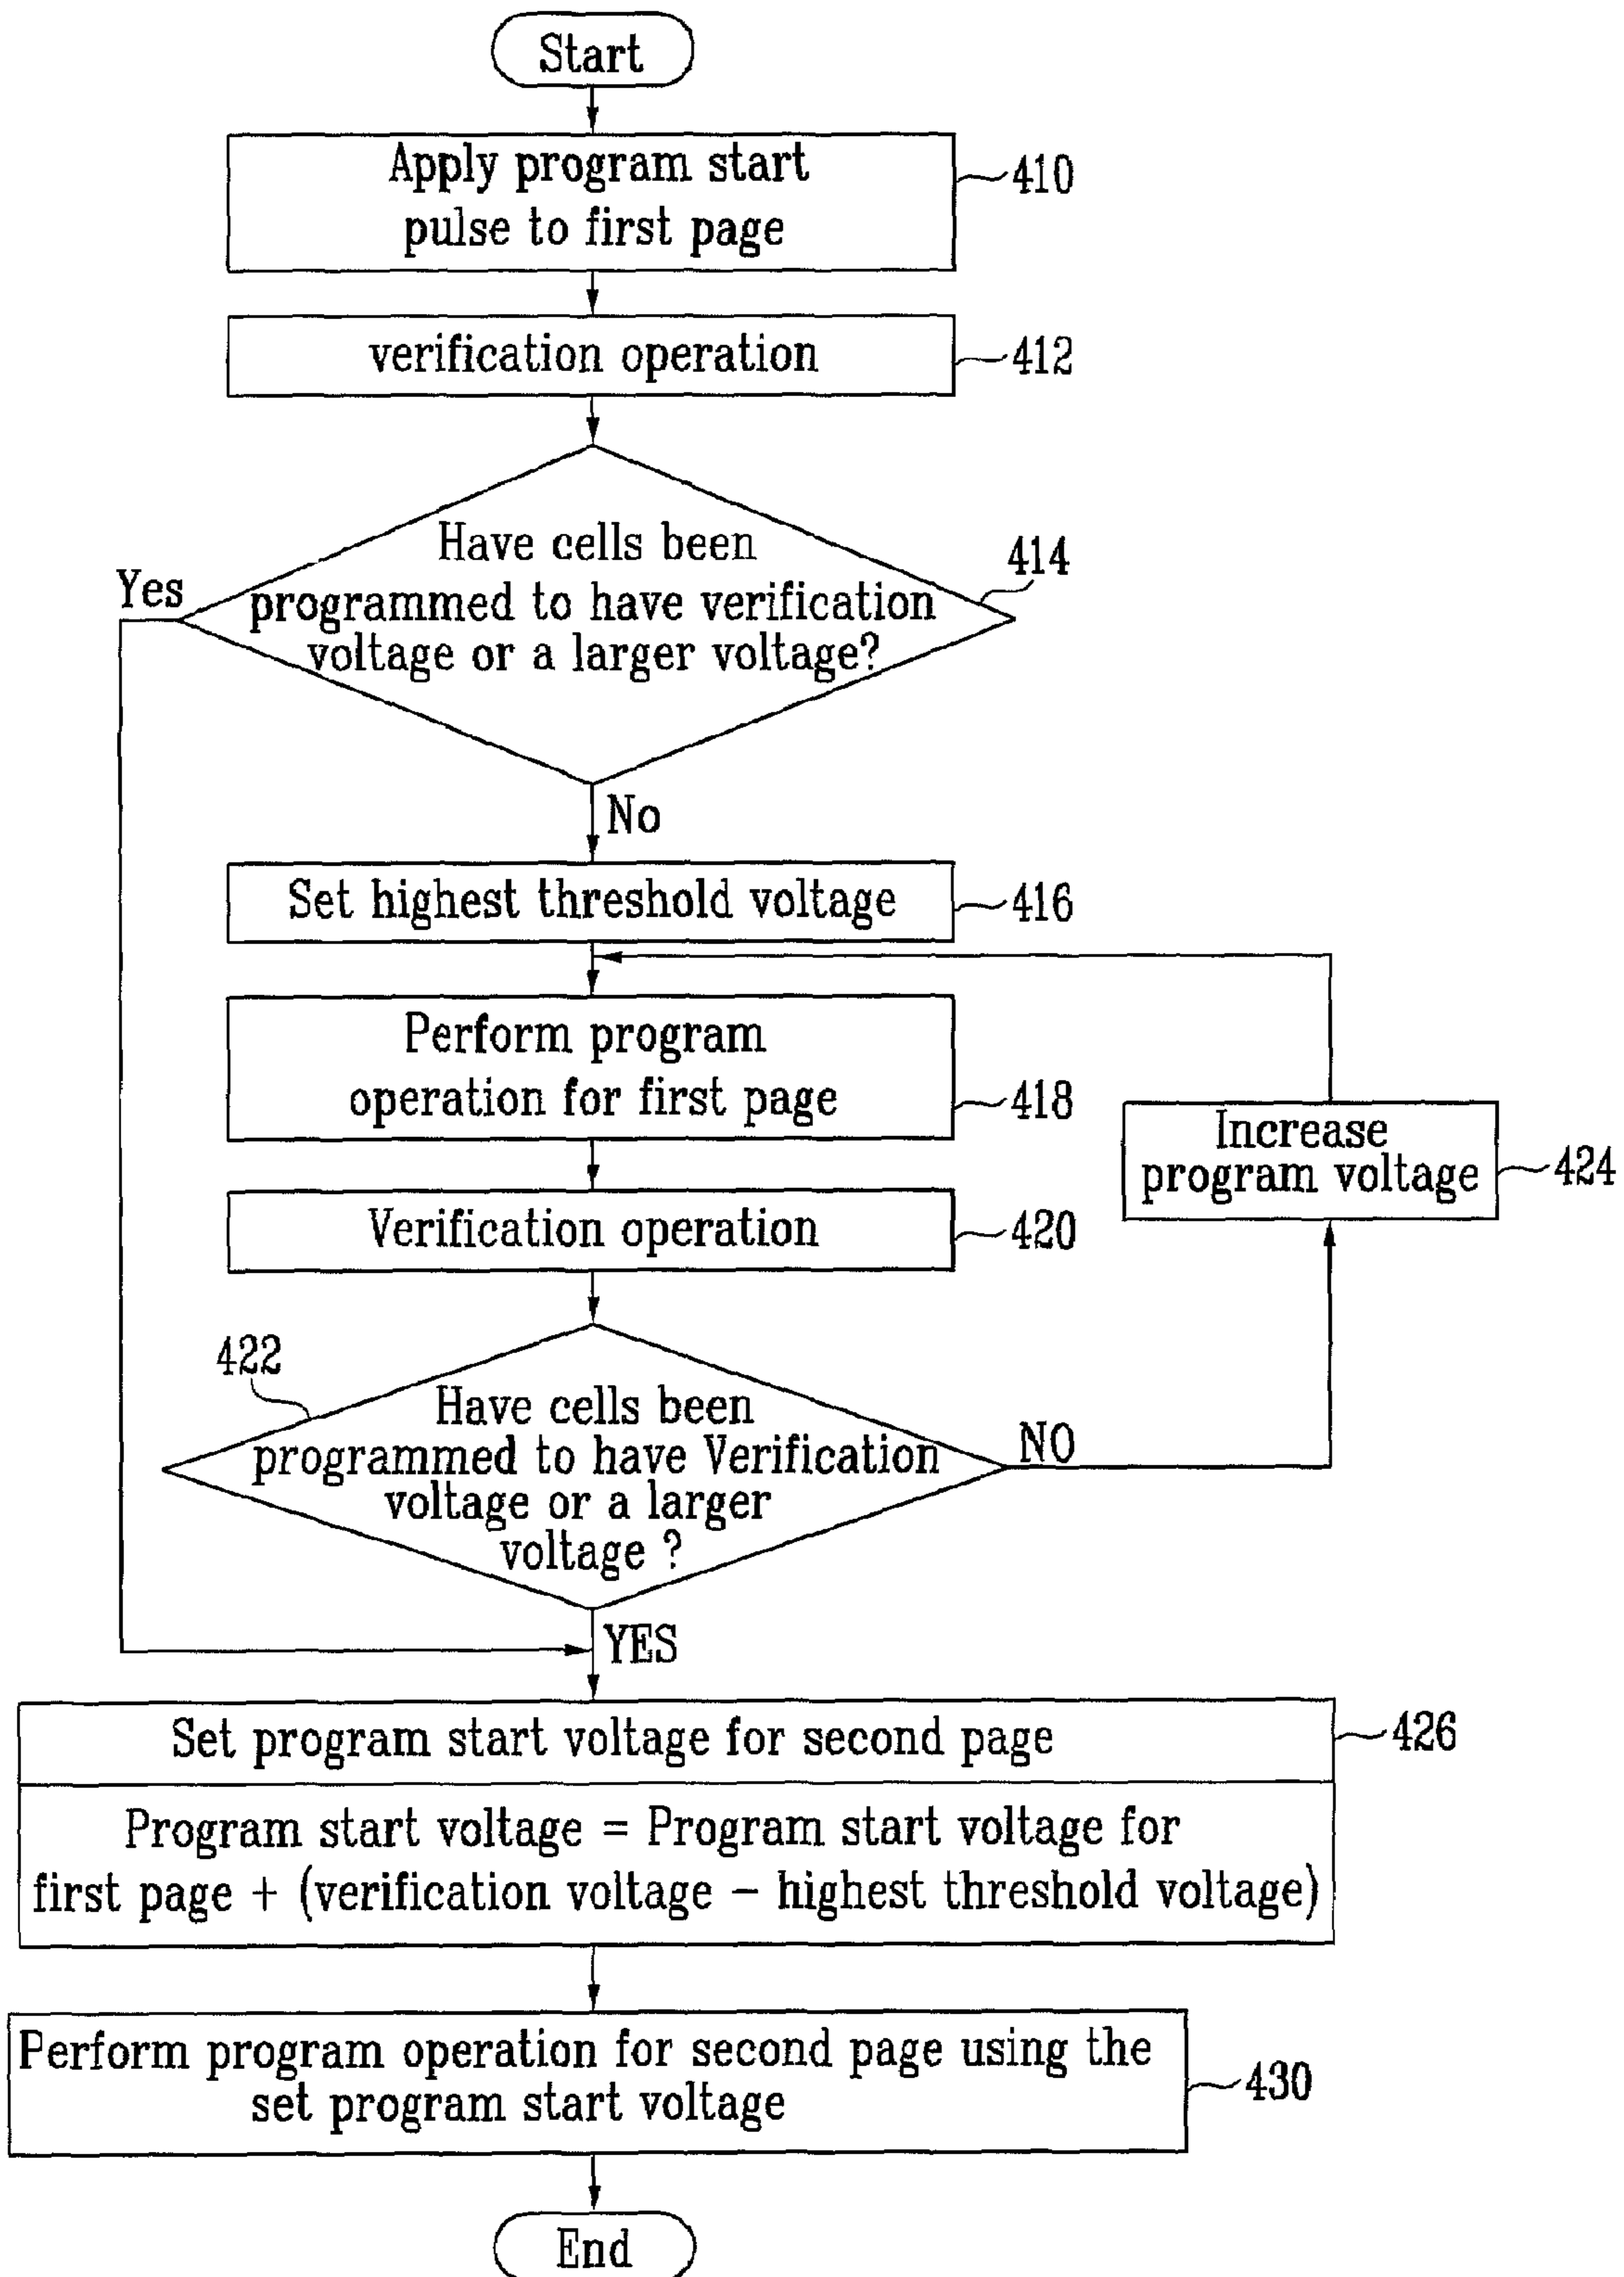 Start
Apply program start
pulse to first page
410
verification operation
412
Have cells been
programmed to have verification
voltage or a larger voltage?
414
Yes
No
Set highest threshold voltage
416
Perform program
operation for first page
418
Increase
program voltage
424
Verification operation
420
422
Have cells been
programmed to have Verification
voltage or a larger
voltage ?
NO
YES
Set program start voltage for second page
426
Program start voltage = Program start voltage for
first page + (verification voltage − highest threshold voltage)
Perform program operation for second page using the
set program start voltage
430
End